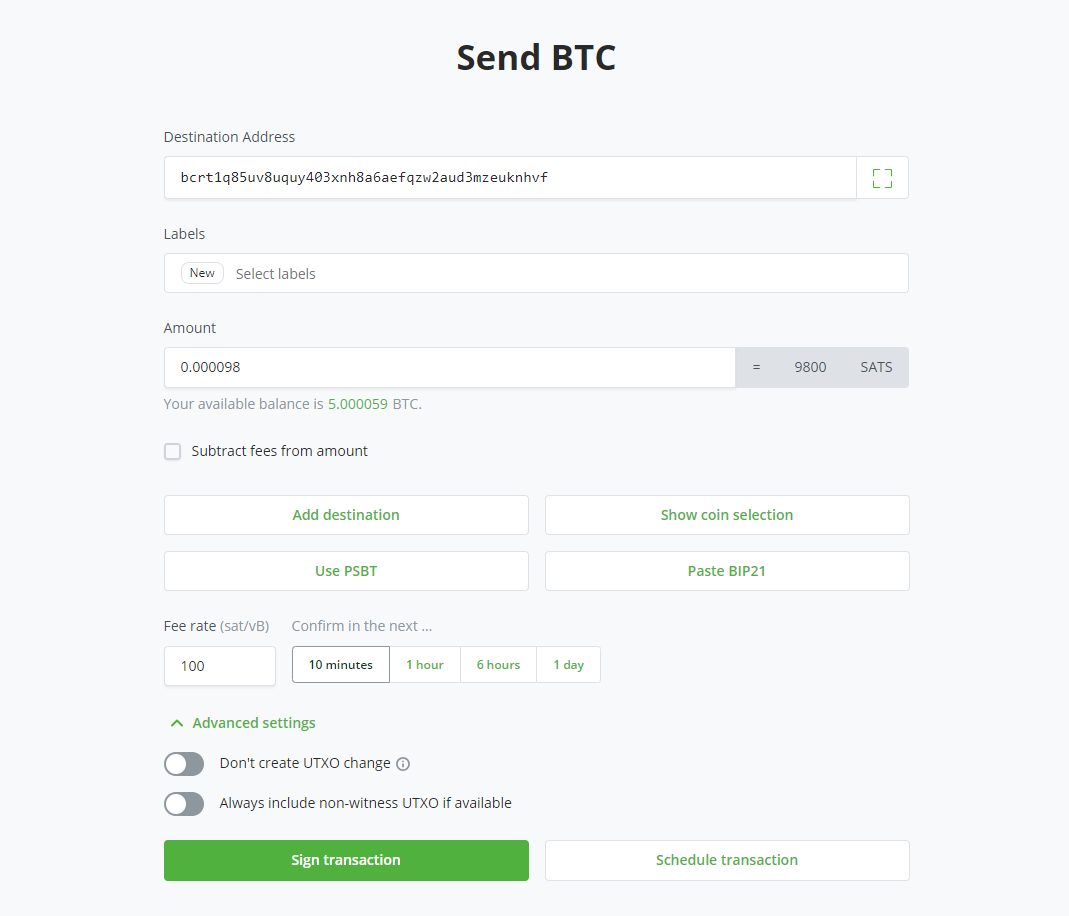 Send BTC
Destination Address
bcrt1q85uv8uquy403xnh8a6aefqzw2aud3mzeuknhvf
Labels
New Select labels
Amount
0.000098 = 9800 SATS
Your available balance is 5.000059 BTC.
Subtract fees from amount
Add destination Show coin selection
Use PSBT Paste BIP21
Fee rate (sat/vB) Confirm in the next ...
100 10 minutes 1 hour 6 hours 1 day
Advanced settings
Don't create UTXO change
Always include non-witness UTXO if available
Sign transaction Schedule transaction